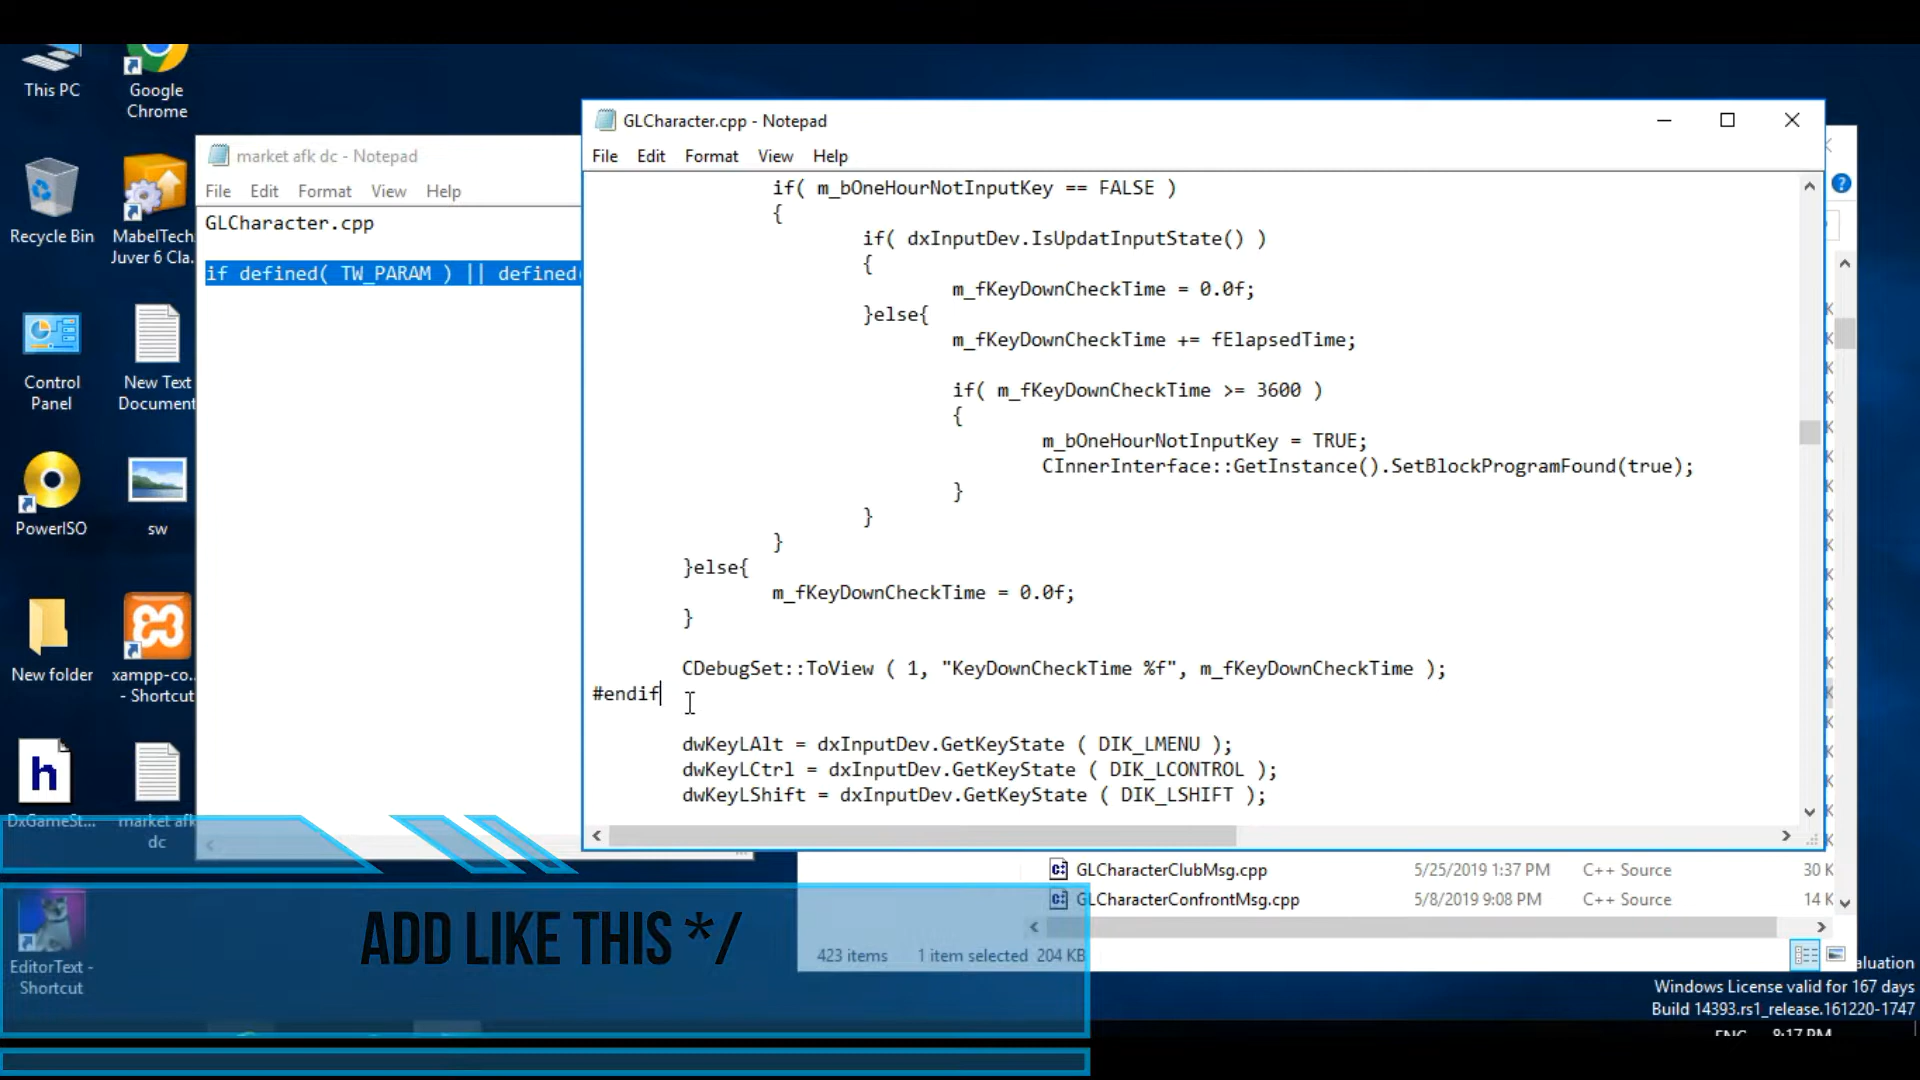 This PC
Google
Chrome
Recycle Bin
MabelTech
Juver 6 Cla...
Control
Panel
New Text
Document
PowerISO
sw
New folder
xampp-co...
- Shortcut
DxGameSt...
market afk
dc
EditorText -
Shortcut
market afk dc - Notepad
File Edit Format View Help
GLCharacter.cpp
if defined( TW_PARAM ) || defined(
GLCharacter.cpp - Notepad
File Edit Format View Help
if( m_bOneHourNotInputKey == FALSE )
{
if( dxInputDev.IsUpdatInputState() )
{
m_fKeyDownCheckTime = 0.0f;
}else{
m_fKeyDownCheckTime += fElapsedTime;
if( m_fKeyDownCheckTime >= 3600 )
{
m_bOneHourNotInputKey = TRUE;
CInnerInterface::GetInstance().SetBlockProgramFound(true);
}
}
}
}else{
m_fKeyDownCheckTime = 0.0f;
}
CDebugSet::ToView ( 1, "KeyDownCheckTime %f", m_fKeyDownCheckTime );
#endif
dwKeyLAlt = dxInputDev.GetKeyState ( DIK_LMENU );
dwKeyLCtrl = dxInputDev.GetKeyState ( DIK_LCONTROL );
dwKeyLShift = dxInputDev.GetKeyState ( DIK_LSHIFT );
GLCharacterClubMsg.cpp 5/25/2019 1:37 PM C++ Source 30 K
GLCharacterConfrontMsg.cpp 5/8/2019 9:08 PM C++ Source 14 K
423 items 1 item selected 204 KB
ADD LIKE THIS */
aluation
Windows License valid for 167 days
Build 14393.rs1_release.161220-1747
ENG 8:17 PM